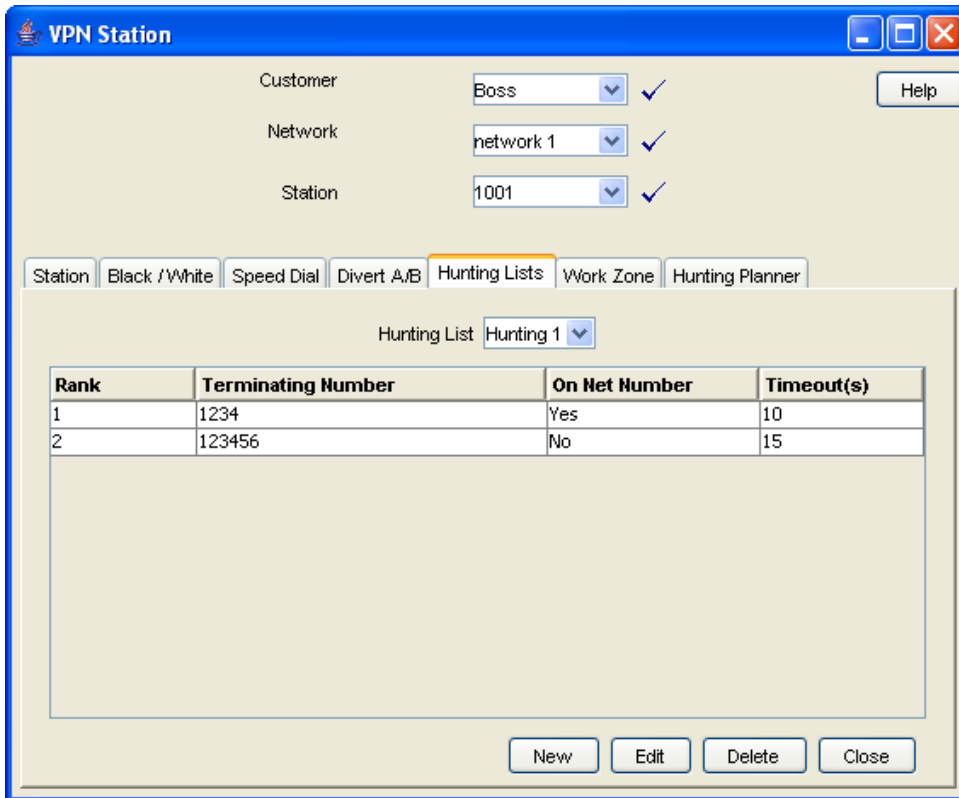 VPN Station
Customer Boss Help
Network network 1
Station 1001
Station Black / White Speed Dial Divert A/B Hunting Lists Work Zone Hunting Planner
Hunting List Hunting 1
Rank Terminating Number On Net Number Timeout(s)
1 1234 Yes 10
2 123456 No 15
New Edit Delete Close